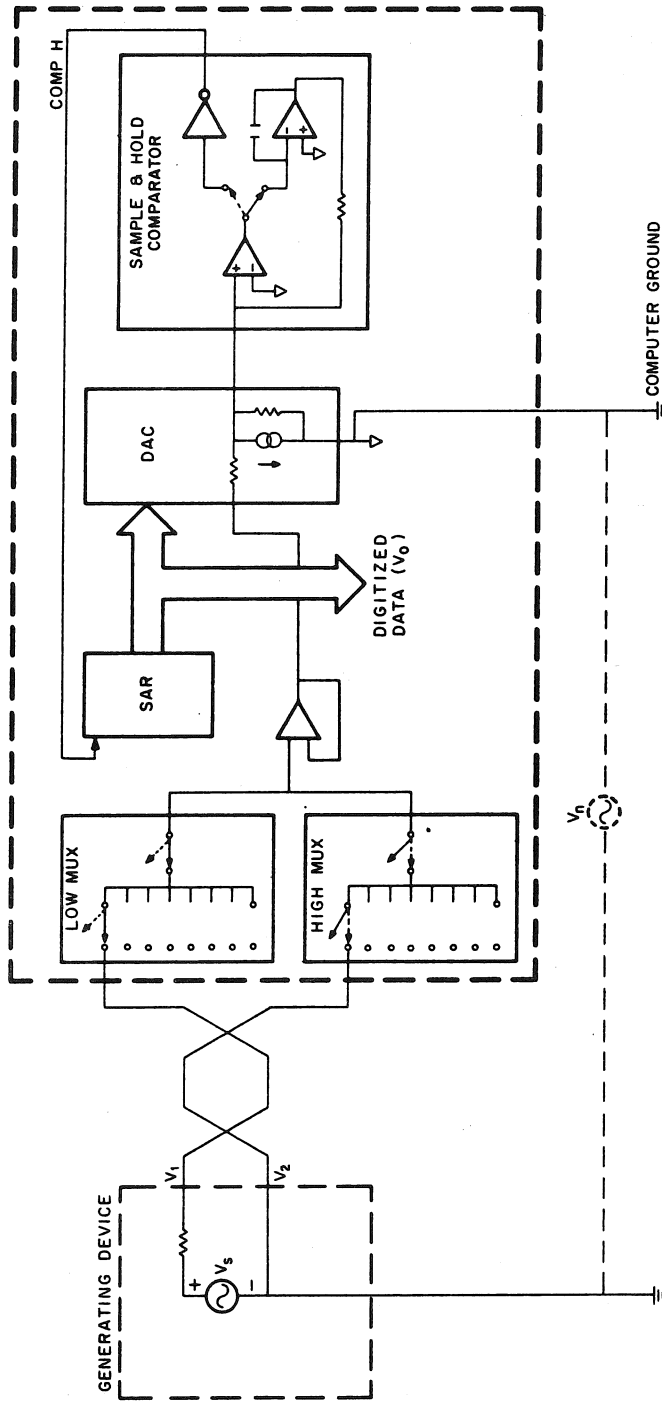 GENERATING DEVICE
+
Vs
−
V1
V2
LOW MUX
HIGH MUX
SAR
DIGITIZED
DATA (Vo)
DAC
SAMPLE & HOLD
COMPARATOR
+
−
−
+
COMP H
Vn
COMPUTER GROUND